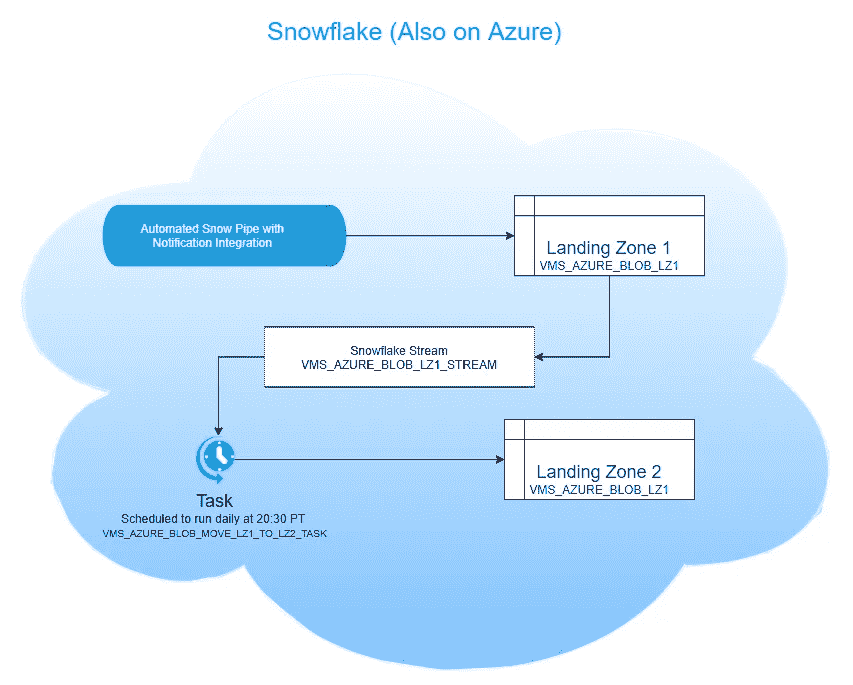 Snowflake (Also on Azure)
Automated Snow Pipe with
Notification Integration
Landing Zone 1
VMS_AZURE_BLOB_LZ1
Snowflake Stream
VMS_AZURE_BLOB_LZ1_STREAM
Landing Zone 2
VMS_AZURE_BLOB_LZ1
Task
Scheduled to run daily at 20:30 PT
VMS_AZURE_BLOB_MOVE_LZ1_TO_LZ2_TASK